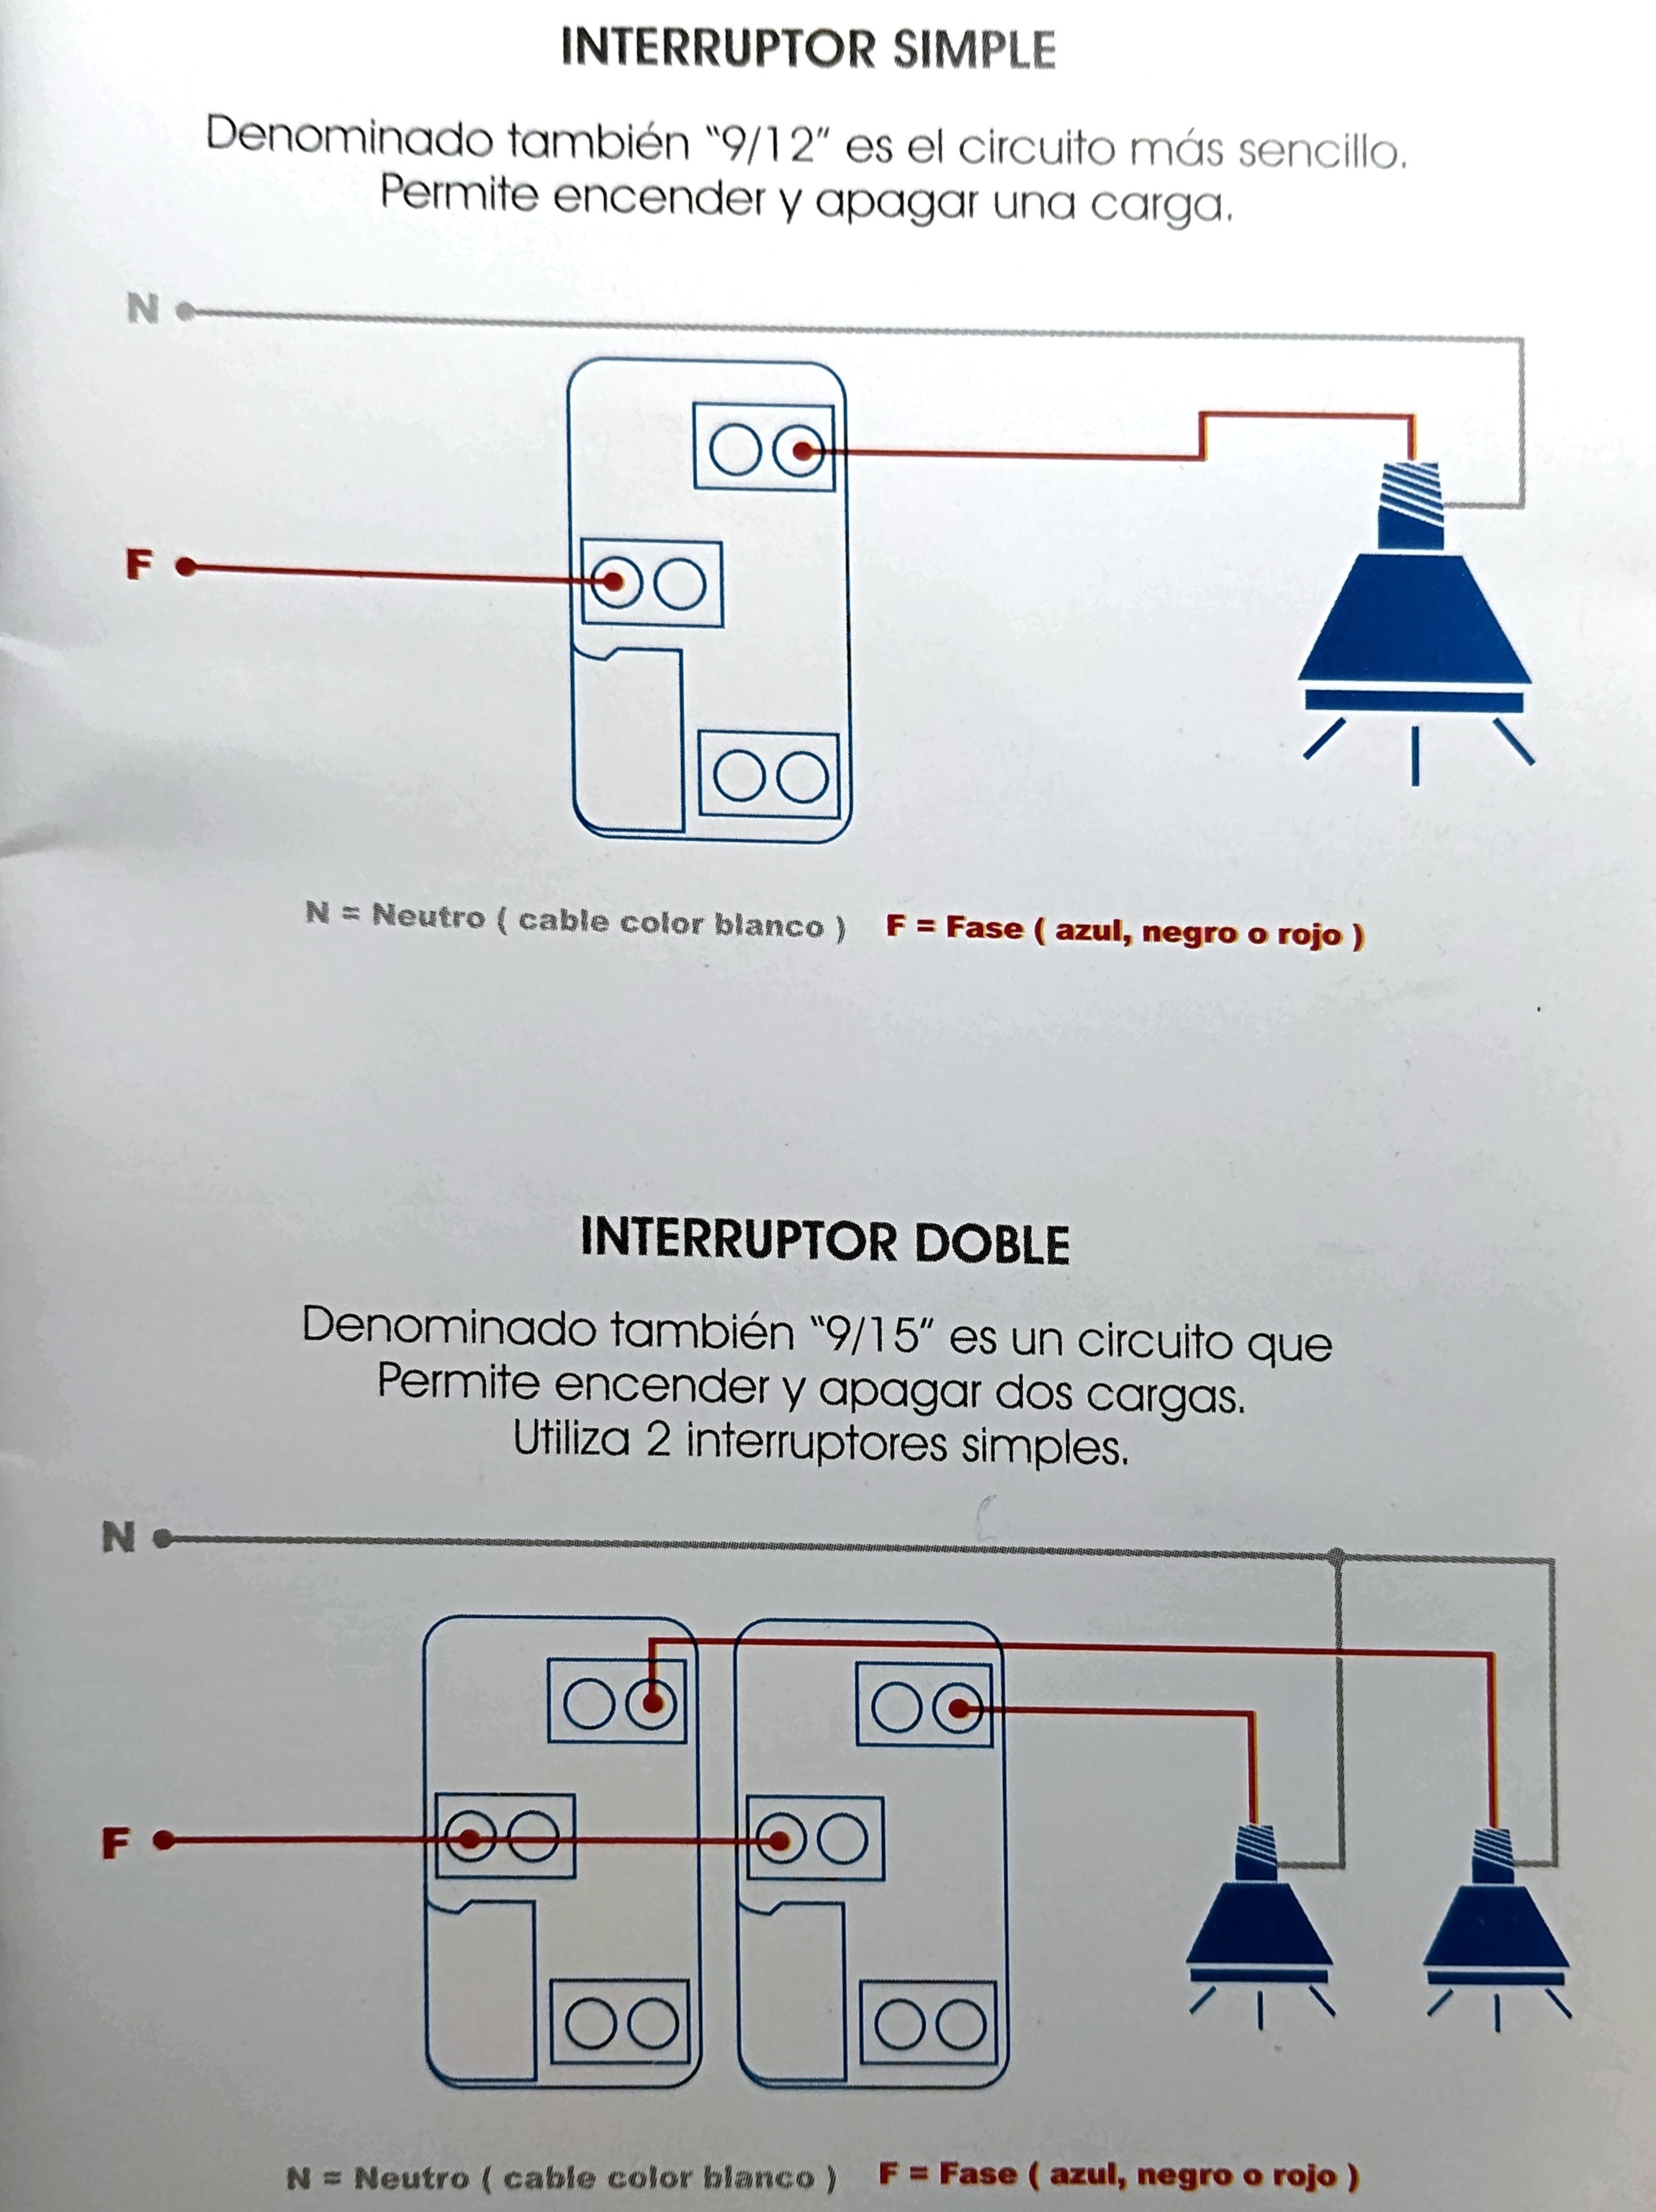 INTERRUPTOR SIMPLE
Denominado también "9/12" es el circuito más sencillo.
Permite encender y apagar una carga.
N
F
N = Neutro ( cable color blanco ) F = Fase ( azul, negro o rojo )
INTERRUPTOR DOBLE
Denominado también "9/15" es un circuito que
Permite encender y apagar dos cargas.
Utiliza 2 interruptores simples.
N
F
N = Neutro ( cable color blanco ) F = Fase ( azul, negro o rojo )